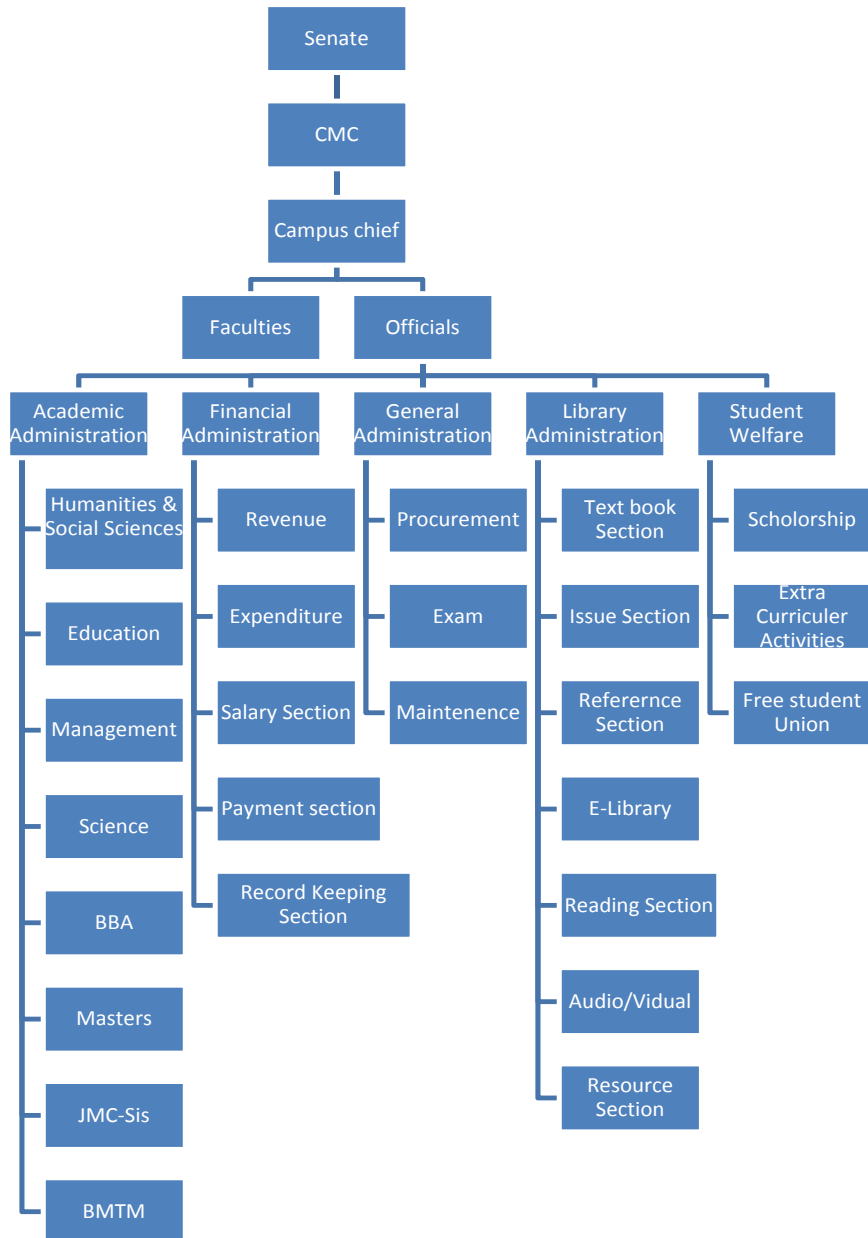 Senate
CMC
Campus chief
Faculties
Officials
Academic
Administration
Financial
Administration
General
Administration
Library
Administration
Student
Welfare
Humanities &
Social Sciences
Education
Management
Science
BBA
Masters
JMC-Sis
BMTM
Revenue
Expenditure
Salary Section
Payment section
Record Keeping
Section
Procurement
Exam
Maintenence
Text book
Section
Issue Section
Referernce
Section
E-Library
Reading Section
Audio/Vidual
Resource
Section
Scholorship
Extra
Curriculer
Activities
Free student
Union